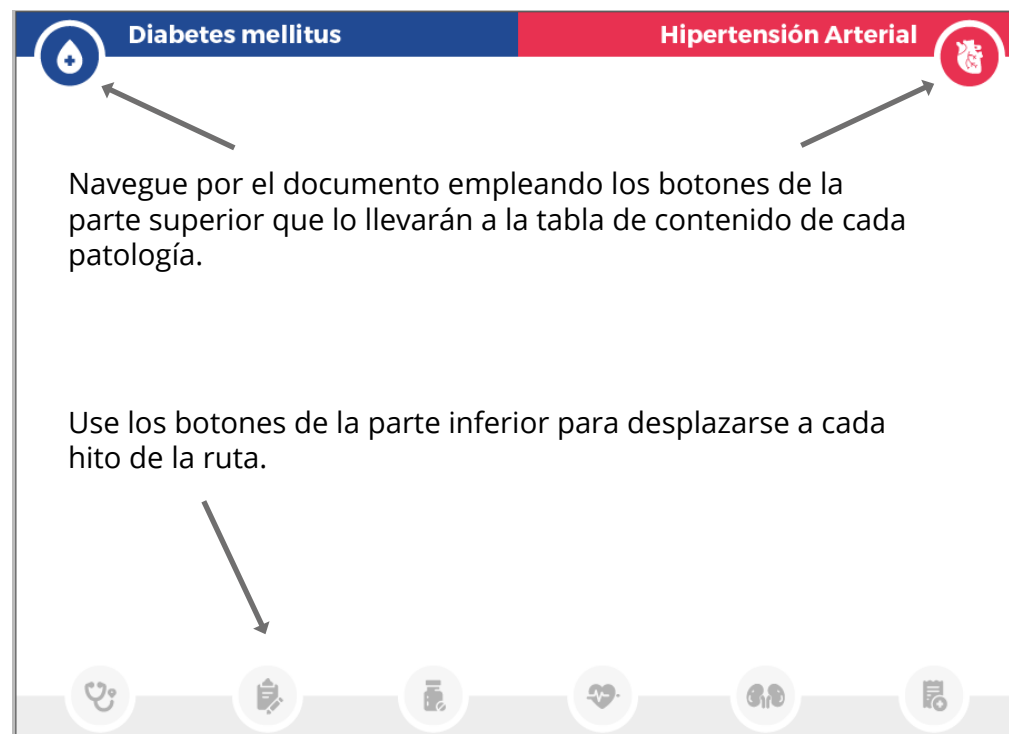 Diabetes mellitus
Hipertensión Arterial
Navegue por el documento empleando los botones de la
parte superior que lo llevarán a la tabla de contenido de cada
patología.
Use los botones de la parte inferior para desplazarse a cada
hito de la ruta.